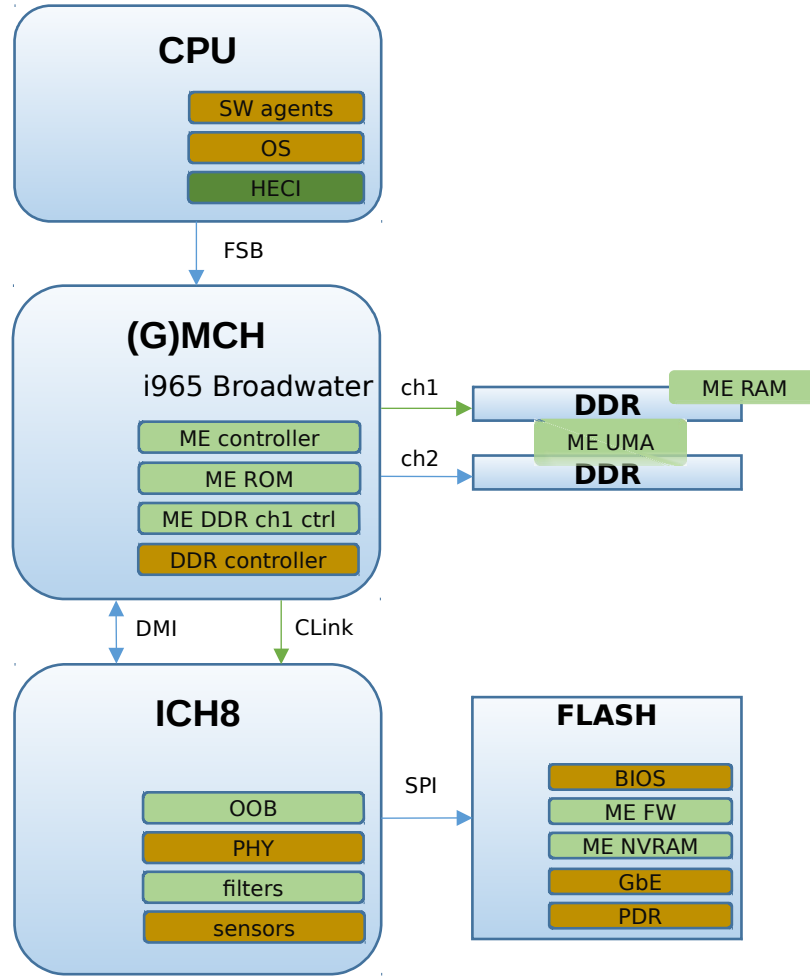 CPU
SW agents
OS
HECI
FSB
(G)MCH
i965 Broadwater
ME controller
ME ROM
ME DDR ch1 ctrl
DDR controller
ch1
DDR
ME RAM
ME UMA
ch2
DDR
DMI
CLink
ICH8
OOB
PHY
filters
sensors
SPI
FLASH
BIOS
ME FW
ME NVRAM
GbE
PDR